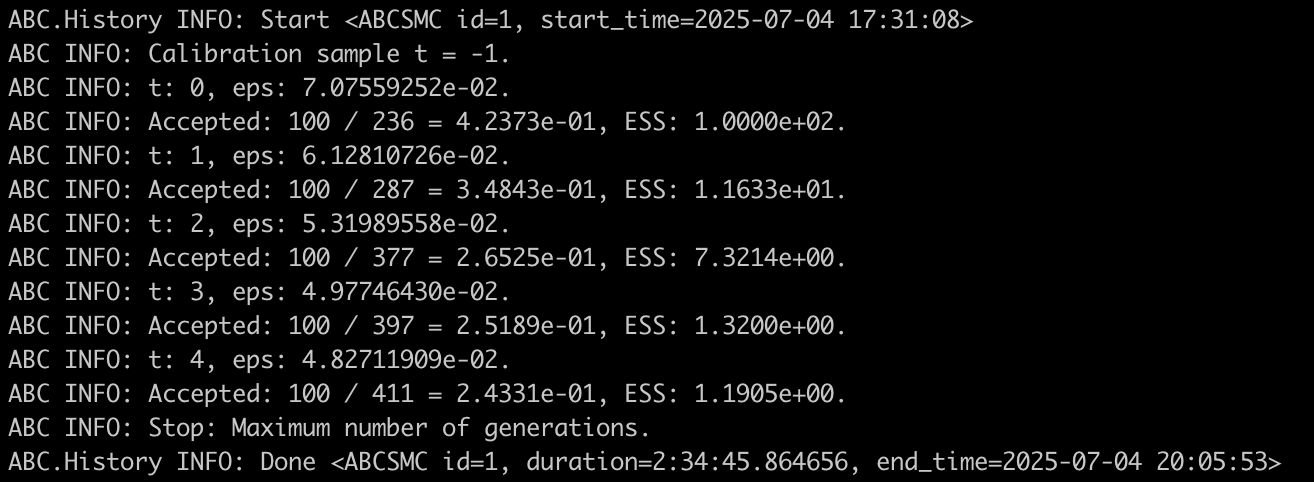 ABC.History INFO: Start <ABCSMC id=1, start_time=2025-07-04 17:31:08>
ABC INFO: Calibration sample t = -1.
ABC INFO: t: 0, eps: 7.07559252e-02.
ABC INFO: Accepted: 100 / 236 = 4.2373e-01, ESS: 1.0000e+02.
ABC INFO: t: 1, eps: 6.12810726e-02.
ABC INFO: Accepted: 100 / 287 = 3.4843e-01, ESS: 1.1633e+01.
ABC INFO: t: 2, eps: 5.31989558e-02.
ABC INFO: Accepted: 100 / 377 = 2.6525e-01, ESS: 7.3214e+00.
ABC INFO: t: 3, eps: 4.97746430e-02.
ABC INFO: Accepted: 100 / 397 = 2.5189e-01, ESS: 1.3200e+00.
ABC INFO: t: 4, eps: 4.82711909e-02.
ABC INFO: Accepted: 100 / 411 = 2.4331e-01, ESS: 1.1905e+00.
ABC INFO: Stop: Maximum number of generations.
ABC.History INFO: Done <ABCSMC id=1, duration=2:34:45.864656, end_time=2025-07-04 20:05:53>